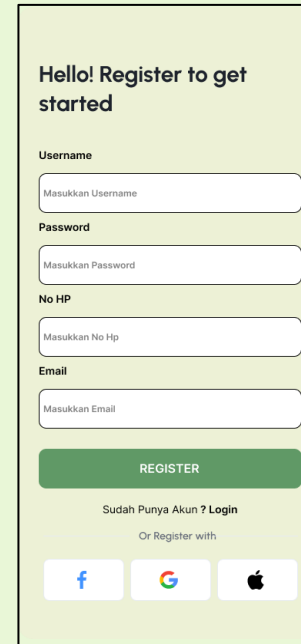 Hello! Register to get
started
Username
Masukkan Username
Password
Masukkan Password
No HP
Masukkan No Hp
Email
Masukkan Email
REGISTER
Sudah Punya Akun ? Login
Or Register with